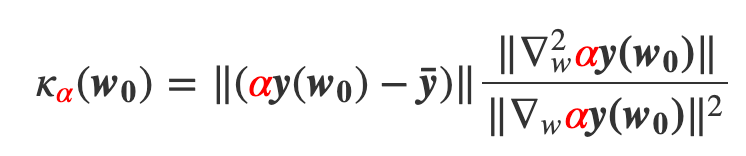 κ_α(w₀) = ‖(αy(w₀) − ȳ)‖ ‖∇²_w αy(w₀)‖ / ‖∇_w αy(w₀)‖²